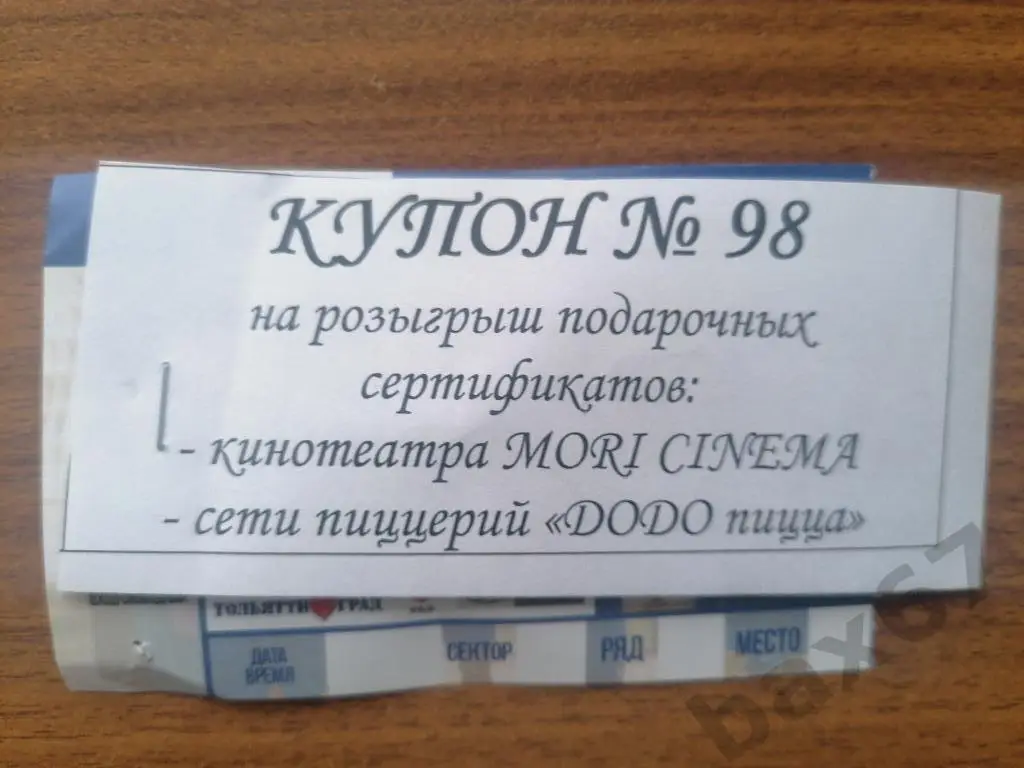 КУПОН № 98
на розыгрыш подарочных
сертификатов:
- кинотеатра MORI CINEMA
- сети пиццерий «DODO пицца»
ТОЛЬЯТТИ ГРАД
ДАТА
ВРЕМЯ
СЕКТОР
РЯД
МЕСТО
bax67